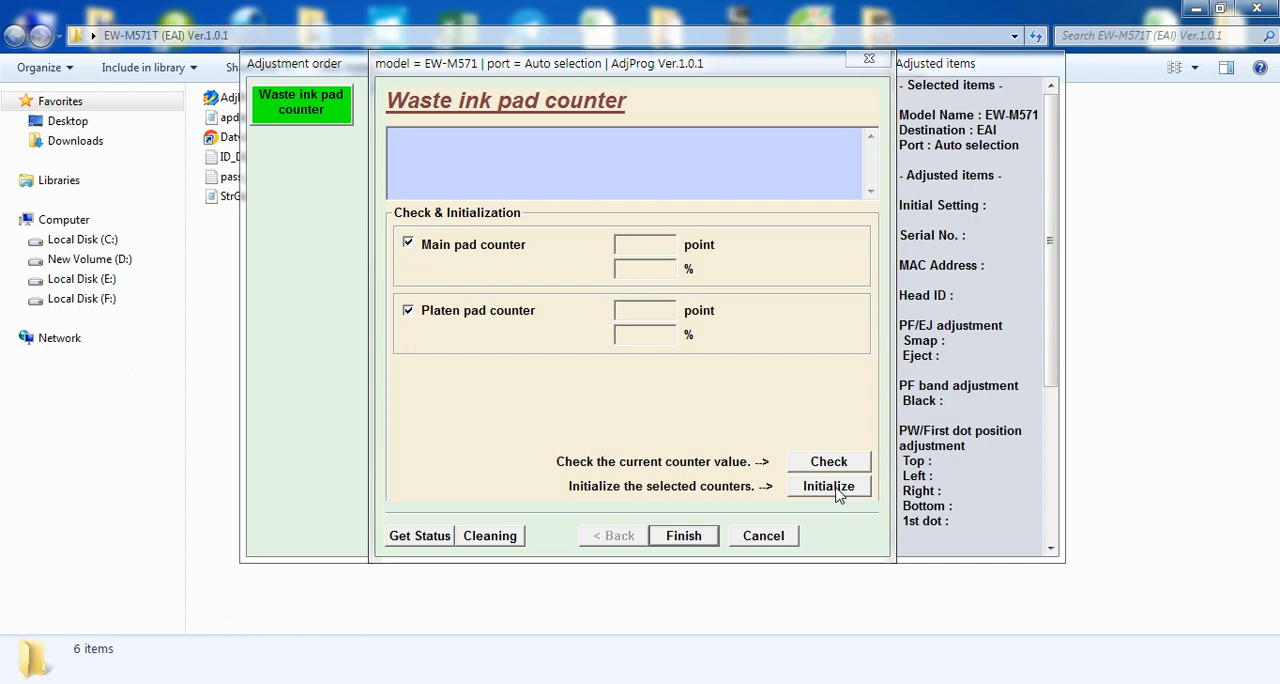 EW-M571T (EAI) Ver.1.0.1
Search EW-M571T (EAI) Ver.1.0.1
Organize
Include in library
Favorites
Desktop
Downloads
Libraries
Computer
Local Disk (C:)
New Volume (D:)
Local Disk (E:)
Local Disk (F:)
Network
Adjustment order
Waste ink pad
counter
model = EW-M571 | port = Auto selection | AdjProg Ver.1.0.1
Waste ink pad counter
Check & Initialization
Main pad counter
point
%
Platen pad counter
point
%
Check the current counter value. -->
Check
Initialize the selected counters. -->
Initialize
Get Status
Cleaning
< Back
Finish
Cancel
Adjusted items
- Selected items -
Model Name : EW-M571
Destination : EAI
Port : Auto selection
- Adjusted items -
Initial Setting :
Serial No. :
MAC Address :
Head ID :
PF/EJ adjustment
Smap :
Eject :
PF band adjustment
Black :
PW/First dot position
adjustment
Top :
Left :
Right :
Bottom :
1st dot :
6 items